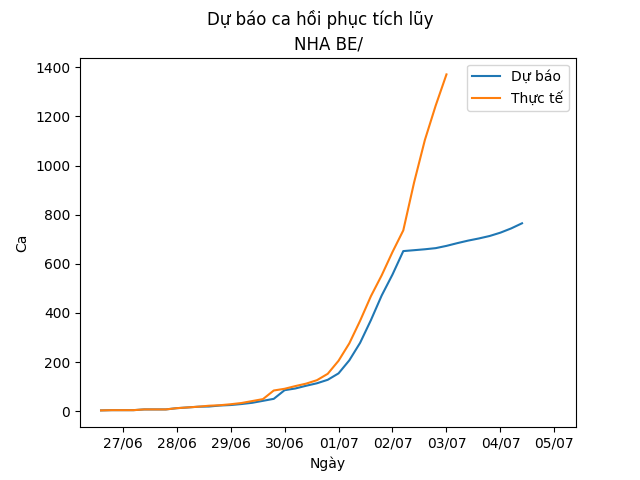 Dự báo ca hồi phục tích lũy
NHA BE/
1400
1200
1000
800
600
400
200
0
Ca
Dự báo
Thực tế
27/06 28/06 29/06 30/06 01/07 02/07 03/07 04/07 05/07
Ngày